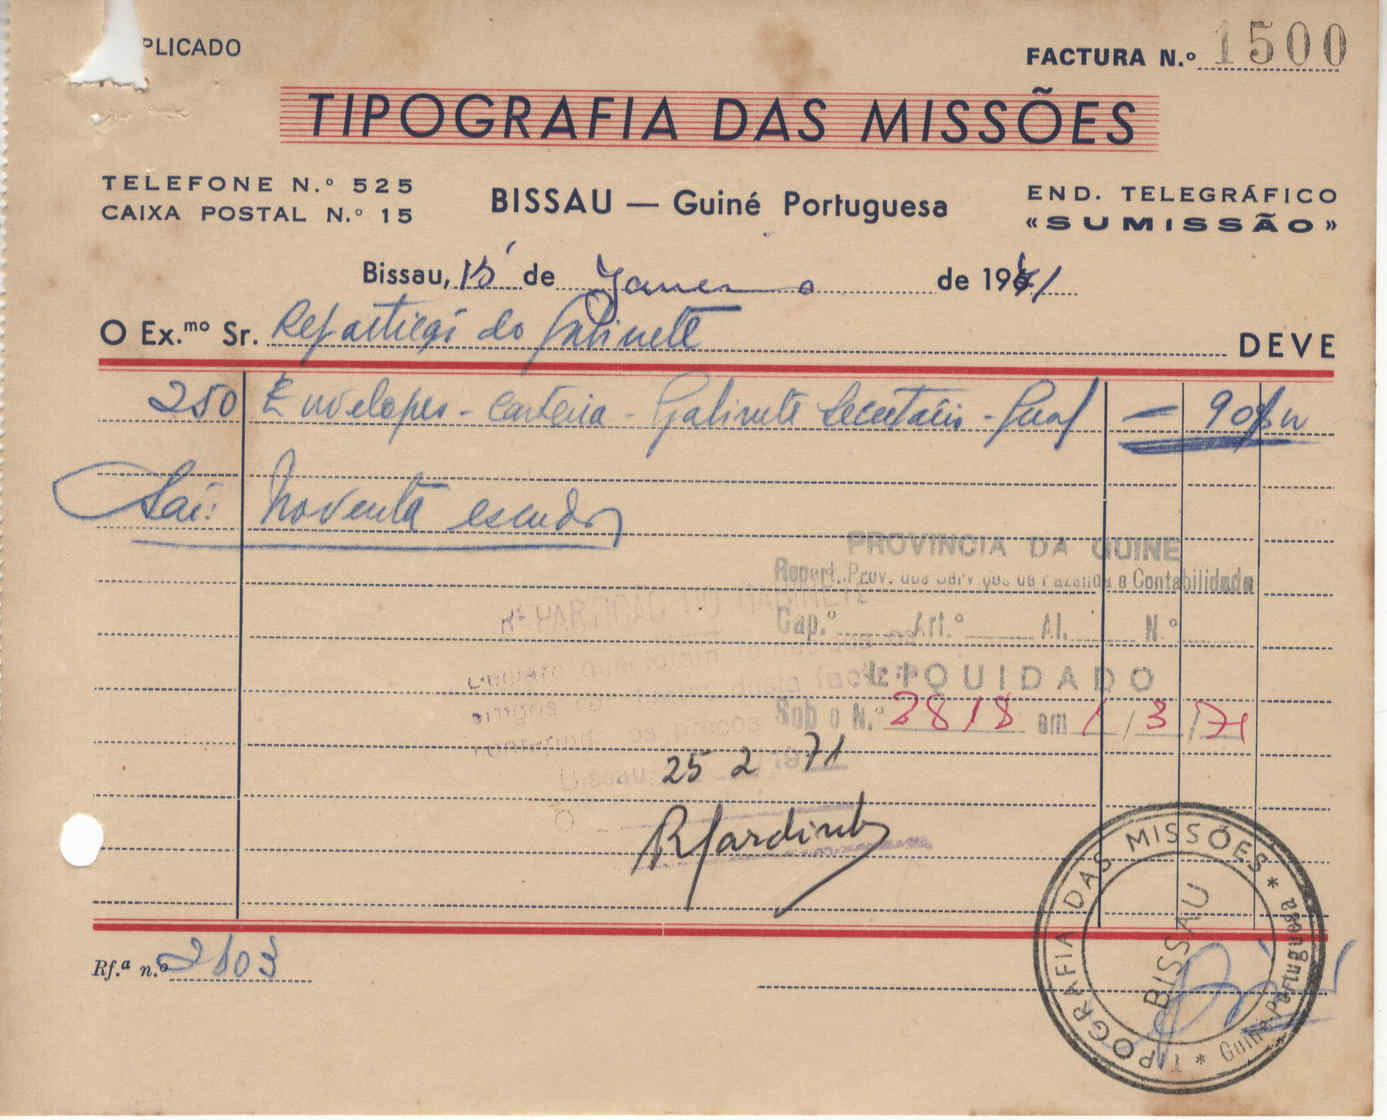 PLICADO
FACTURA N.º 1500
TIPOGRAFIA DAS MISSÕES
TELEFONE N.º 525
CAIXA POSTAL N.º 15
BISSAU — Guiné Portuguesa
END. TELEGRÁFICO
«SUMISSÃO»
Bissau, 15 de Janeiro de 1971
O Ex.mo Sr. Repartição do Gabinete DEVE
250 Envelopes - carteira - Gabinete Secretário - Geral — 90$00
São: Noventa escudos
PROVINCIA DA GUINE
Repart. Prov. dos Serviços de Fazenda e Contabilidade
Cap.º Art.º Al. N.º
LIQUIDADO
Sob o N.º 2818 em 1/3/71
25 2 71
RJardinto
TIPOGRAFIA DAS MISSÕES * Guiné Portuguesa *
BISSAU
Rf.ª n.º 2103